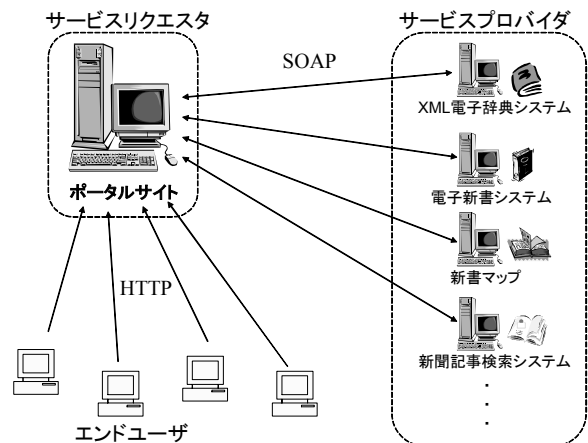 サービスリクエスタ
サービスプロバイダ
SOAP
XML電子辞典システム
ポータルサイト
電子新書システム
新書マップ
HTTP
新聞記事検索システム
・
・
・
エンドユーザ